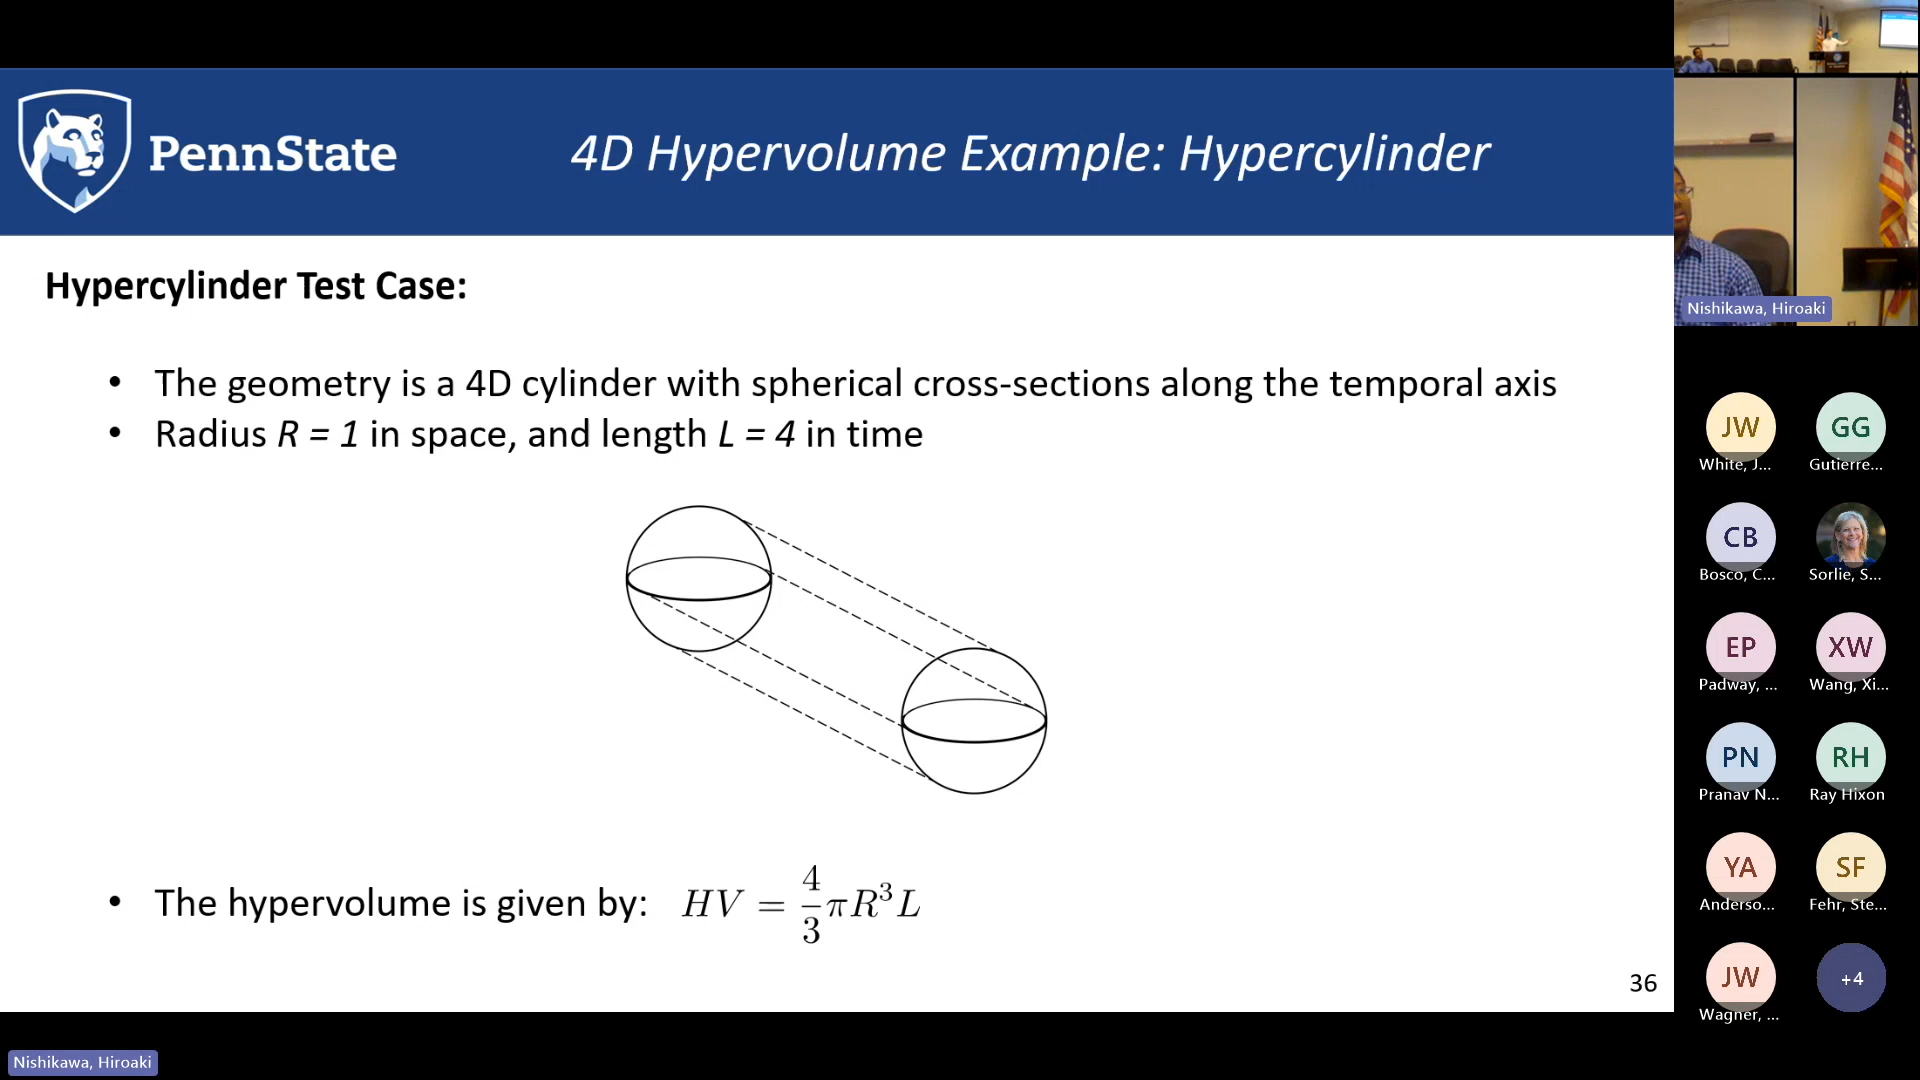 PennState
4D Hypervolume Example: Hypercylinder
Hypercylinder Test Case:
• The geometry is a 4D cylinder with spherical cross-sections along the temporal axis
• Radius R = 1 in space, and length L = 4 in time
• The hypervolume is given by: HV = 4/3 πR³L
36
Nishikawa, Hiroaki
Nishikawa, Hiroaki
JW
White, J...
GG
Gutierre...
CB
Bosco, C...
Sorlie, S...
EP
Padway, ...
XW
Wang, Xi...
PN
Pranav N...
RH
Ray Hixon
YA
Anderso...
SF
Fehr, Ste...
JW
Wagner, ...
+4